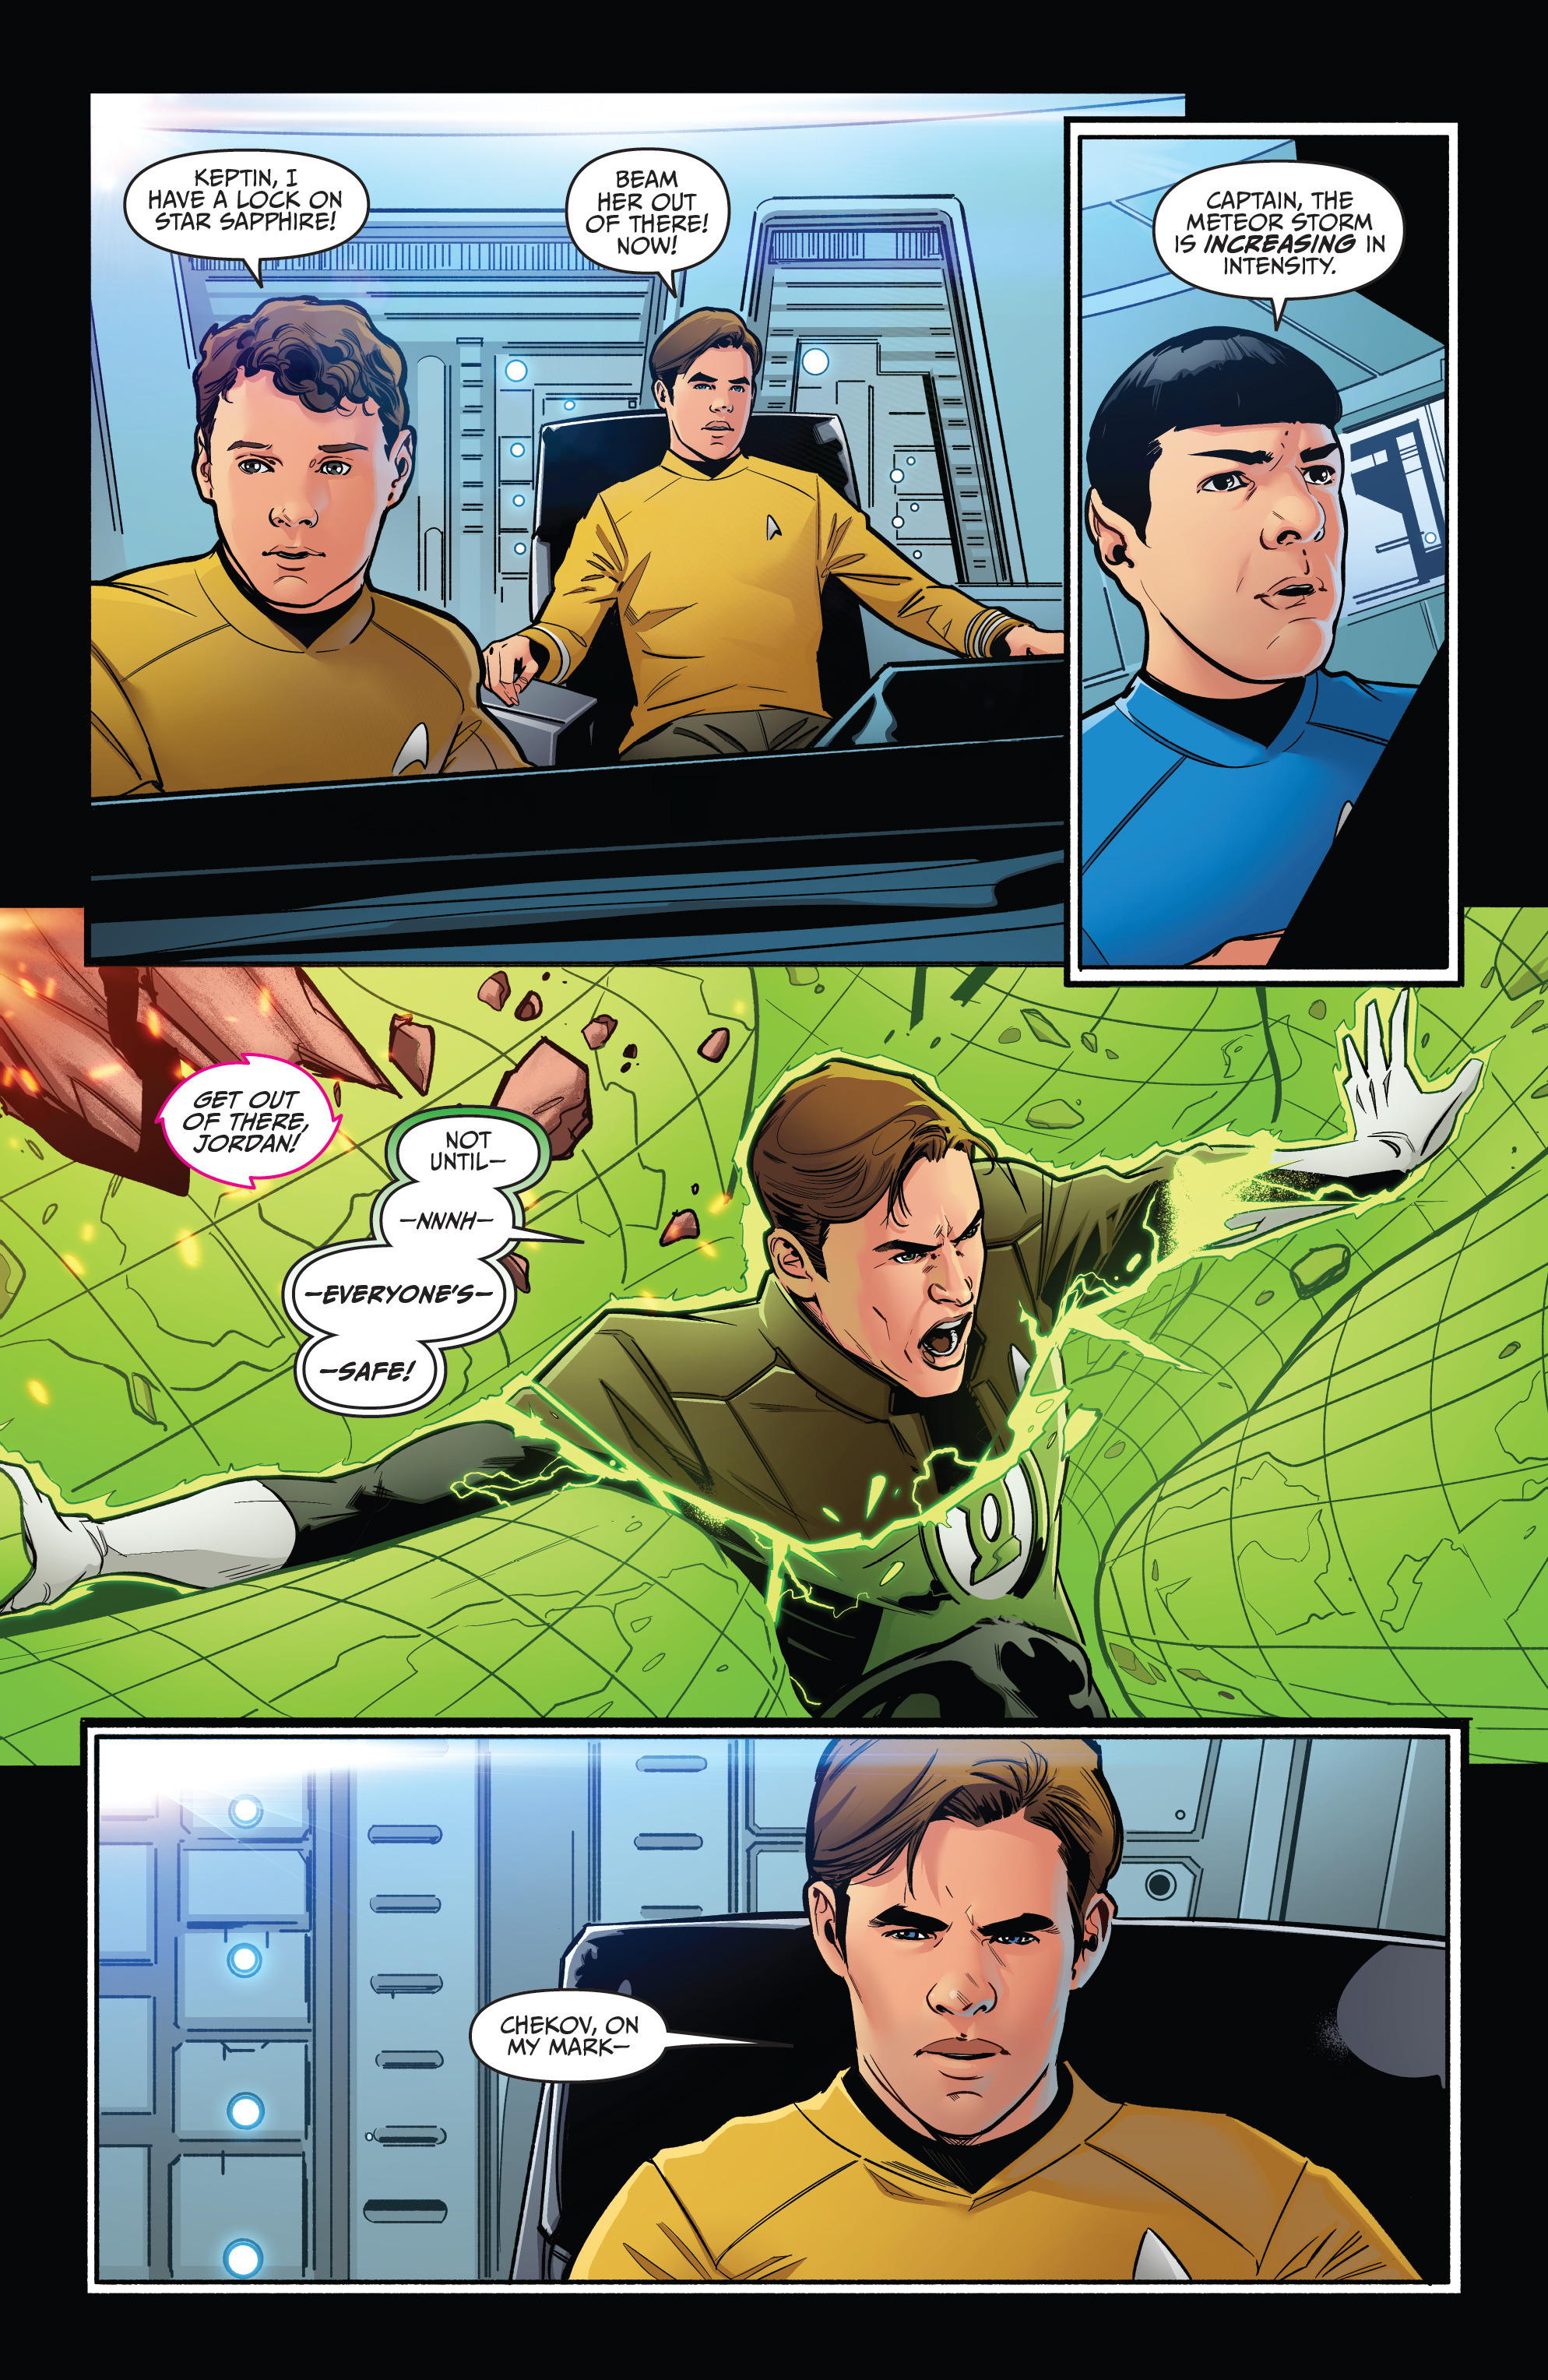 KEPTIN, I
HAVE A LOCK ON
STAR SAPPHIRE!
BEAM
HER OUT
OF THERE!
NOW!
CAPTAIN, THE
METEOR STORM
IS INCREASING IN
INTENSITY.
GET OUT
OF THERE,
JORDAN!
NOT
UNTIL—
—NNNH—
—EVERYONE'S—
—SAFE!
CHEKOV, ON
MY MARK—